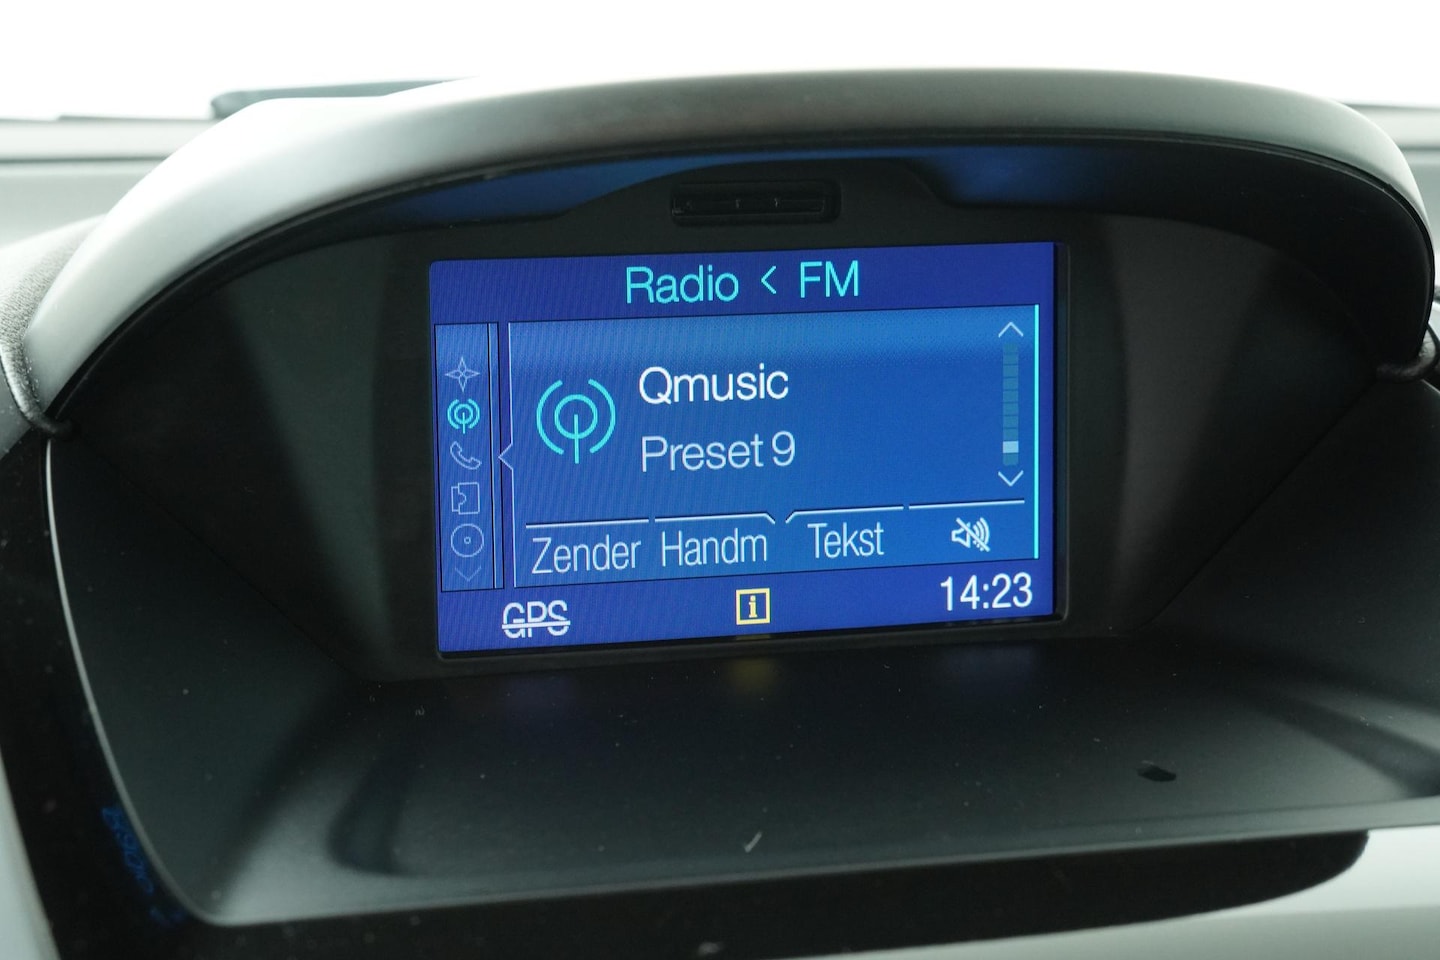 Radio < FM
Qmusic
Preset 9
Zender Handm Tekst
GPS i 14:23